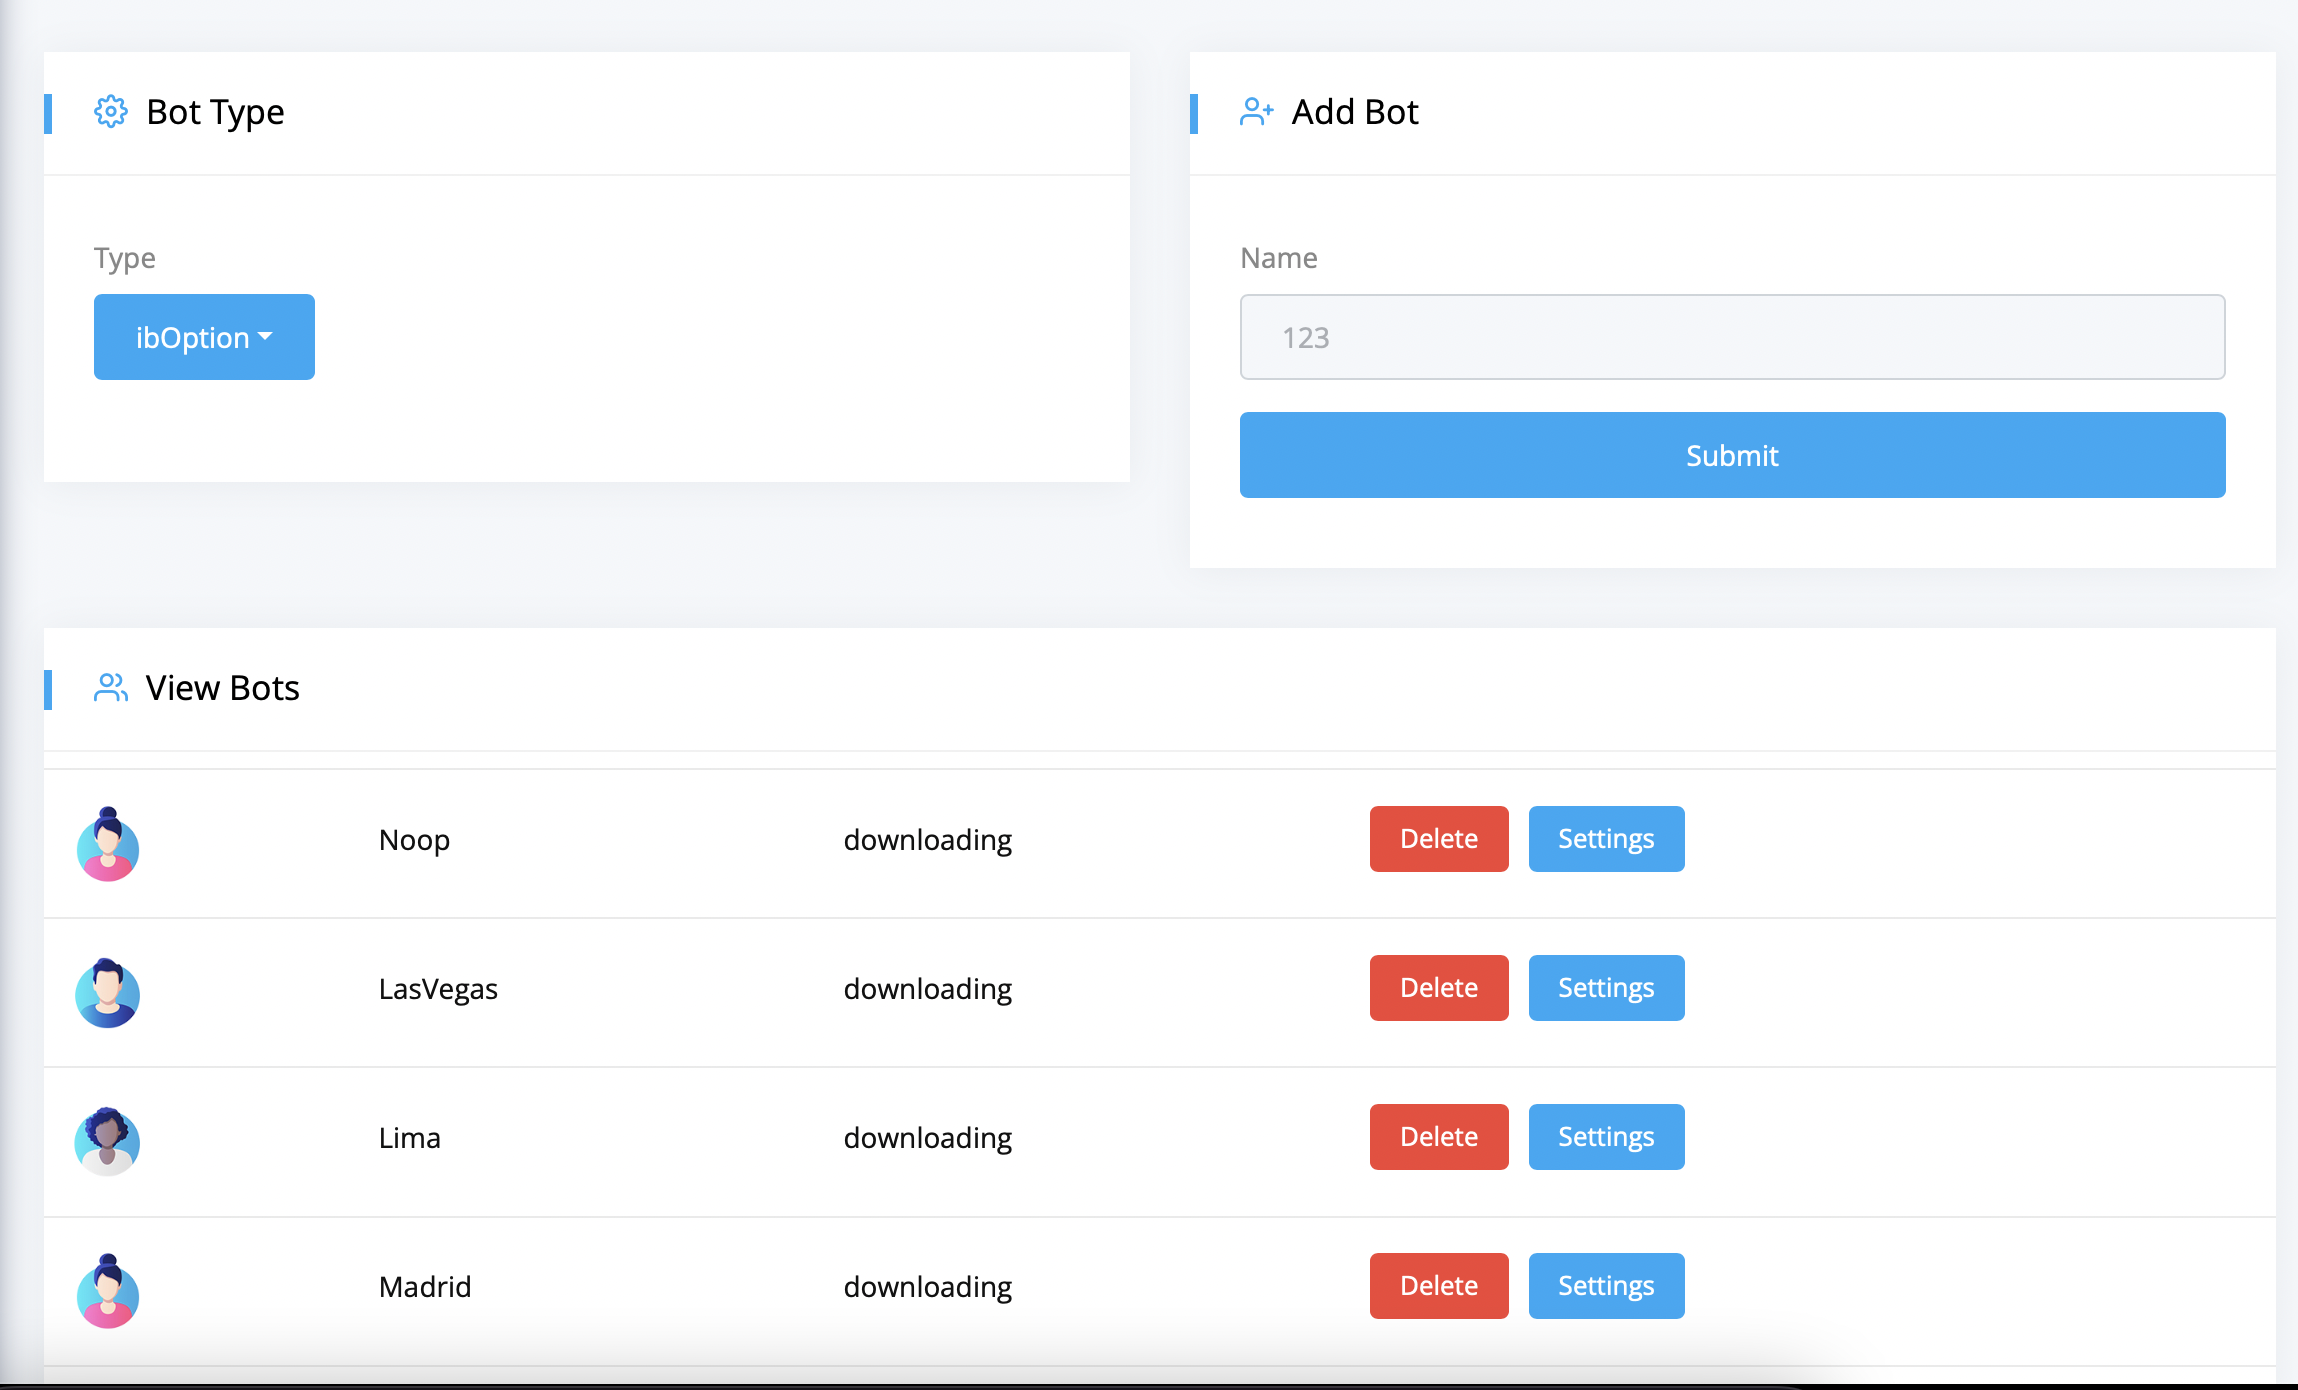 Bot Type
Type
ibOption
Add Bot
Name
123
Submit
View Bots
Noop downloading Delete Settings
LasVegas downloading Delete Settings
Lima downloading Delete Settings
Madrid downloading Delete Settings